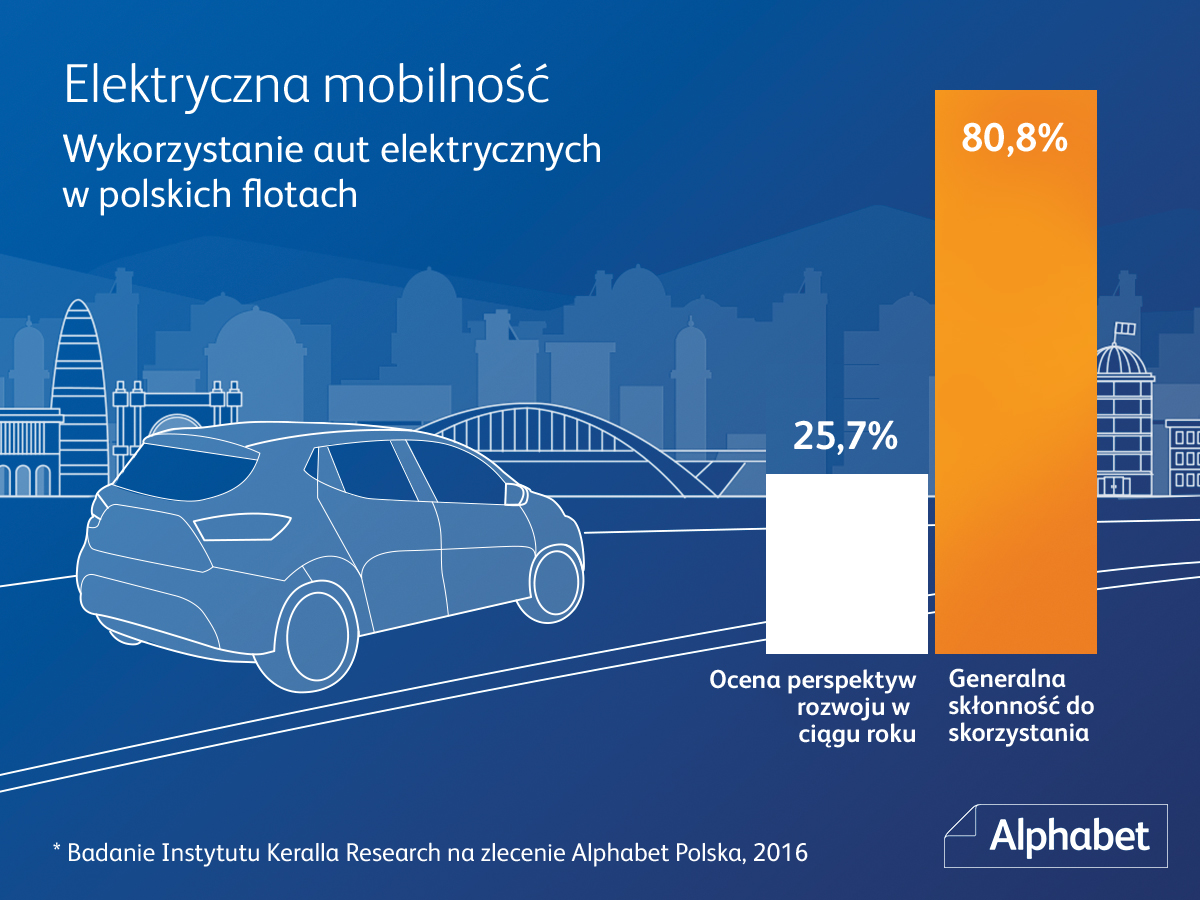 Elektryczna mobilność
Wykorzystanie aut elektrycznych
w polskich flotach
80,8%
25,7%
Ocena perspektyw
rozwoju w
ciągu roku
Generalna
skłonność do
skorzystania
* Badanie Instytutu Keralla Research na zlecenie Alphabet Polska, 2016
Alphabet